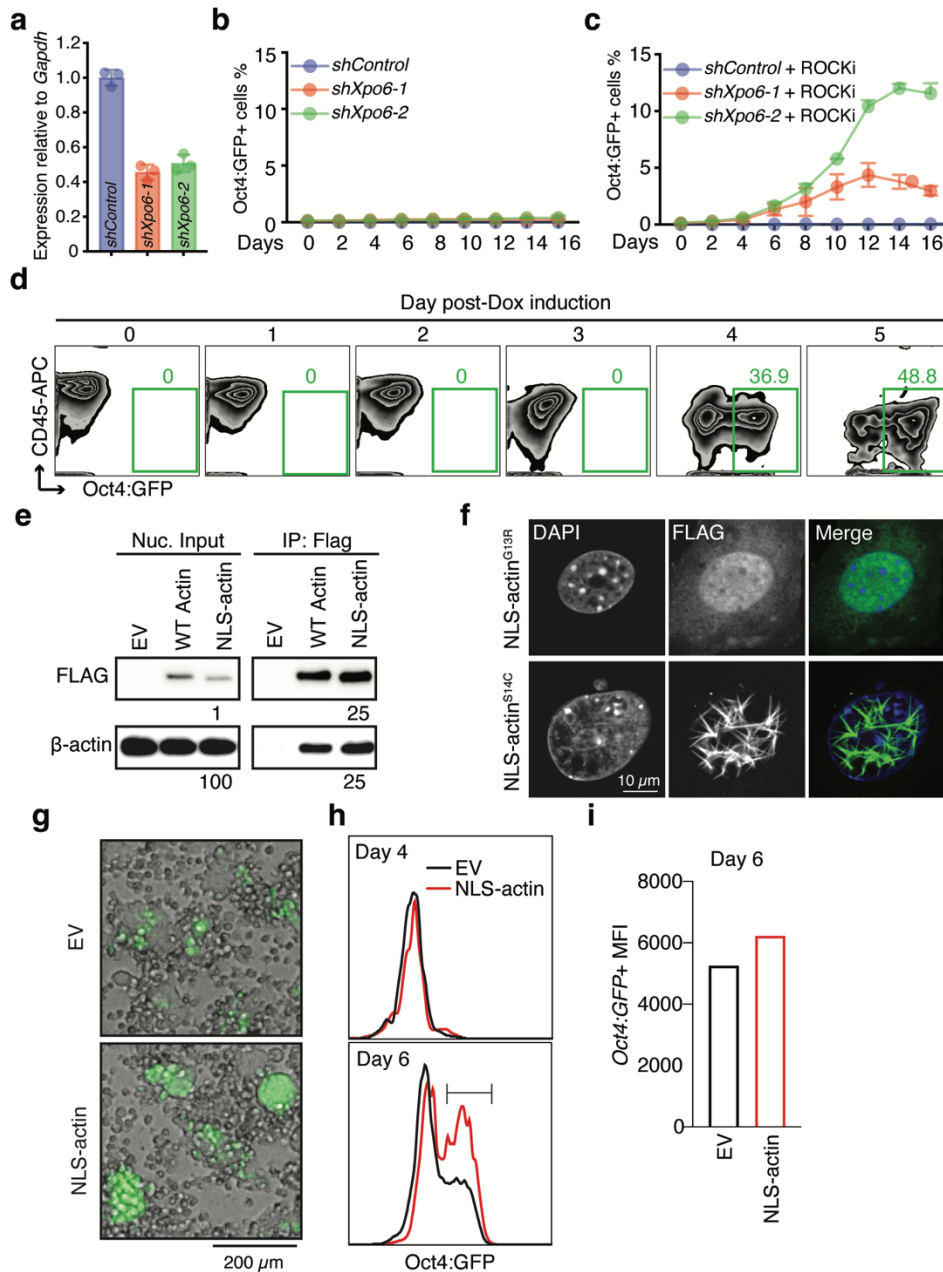 a
Expression relative to Gapdh
1.2
1.0
0.8
0.6
0.4
0.2
0
shControl
shXpo6-1
shXpo6-2
b
Oct4:GFP+ cells %
15
10
5
0
shControl
shXpo6-1
shXpo6-2
Days 0 2 4 6 8 10 12 14 16
c
Oct4:GFP+ cells %
15
10
5
0
shControl + ROCKi
shXpo6-1 + ROCKi
shXpo6-2 + ROCKi
Days 0 2 4 6 8 10 12 14 16
d
Day post-Dox induction
0 1 2 3 4 5
0 0 0 0 36.9 48.8
CD45-APC
Oct4:GFP
e
Nuc. Input IP: Flag
EV WT Actin NLS-actin EV WT Actin NLS-actin
FLAG
1 25
β-actin
100 25
f
DAPI FLAG Merge
NLS-actinG13R
NLS-actinS14C
10 µm
g
EV
NLS-actin
200 µm
h
Day 4
EV
NLS-actin
Day 6
Oct4:GFP
i
Day 6
Oct4:GFP+ MFI
8000
6000
4000
2000
0
EV
NLS-actin